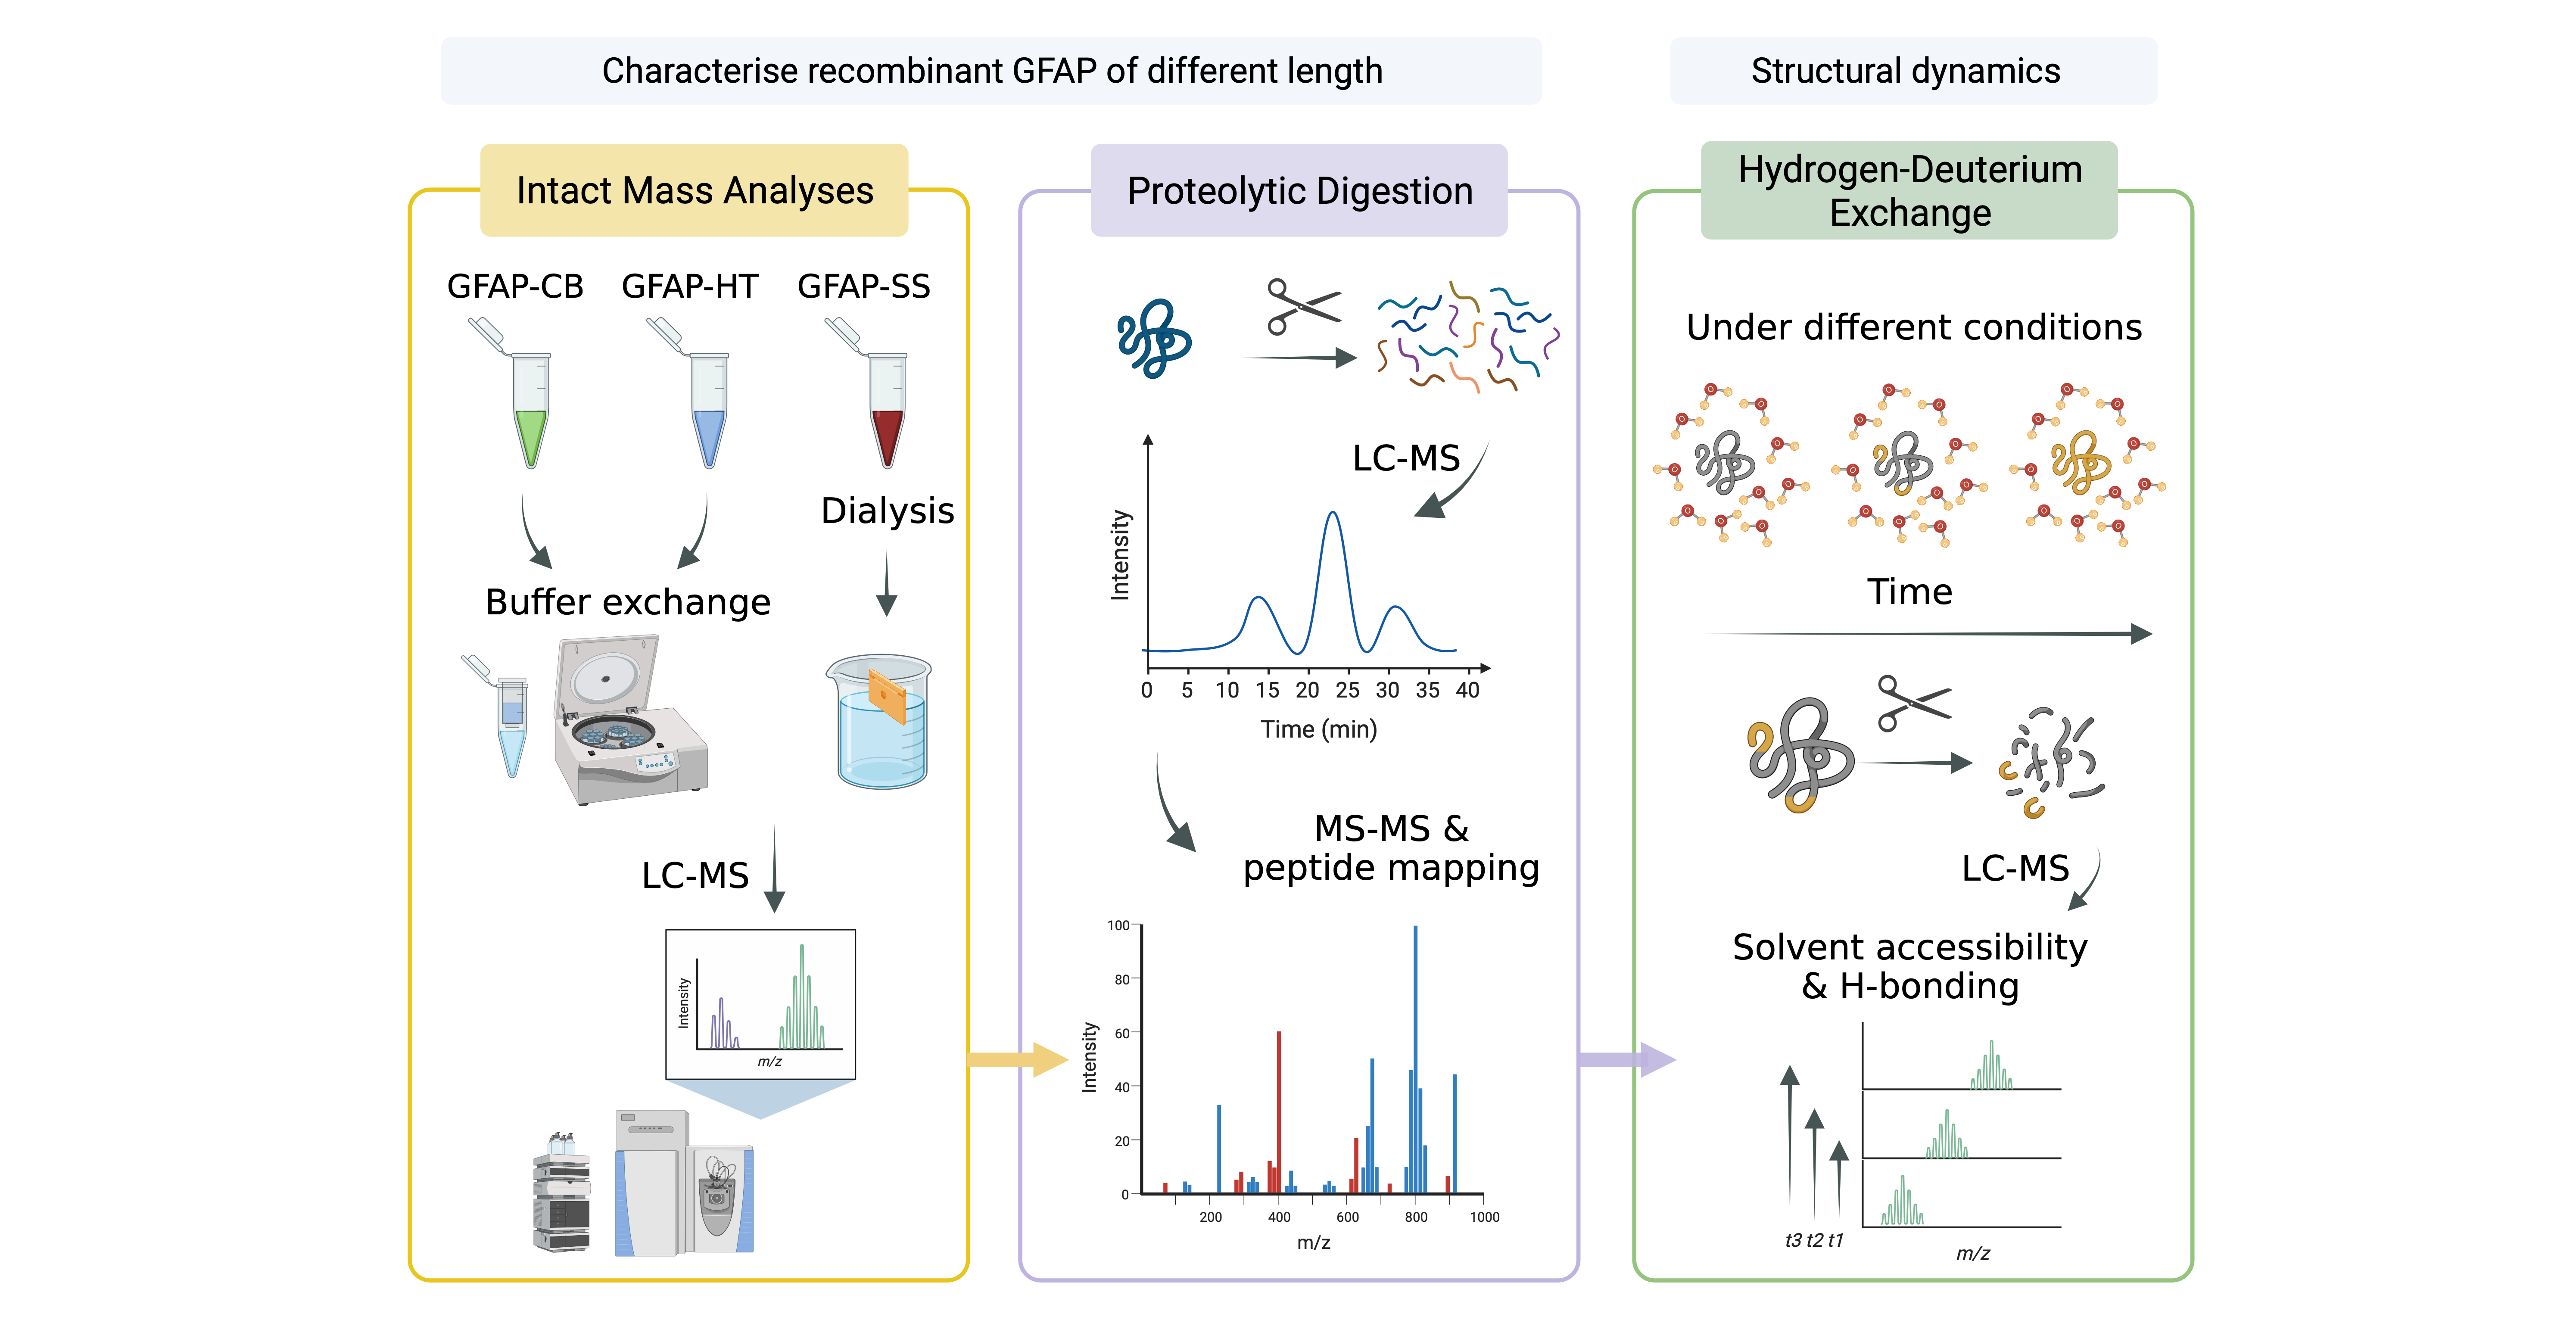 Characterise recombinant GFAP of different length
Structural dynamics
Intact Mass Analyses
GFAP-CB
GFAP-HT
GFAP-SS
Dialysis
Buffer exchange
LC-MS
Intensity
m/z
Proteolytic Digestion
LC-MS
Intensity
0 5 10 15 20 25 30 35 40
Time (min)
MS-MS &
peptide mapping
Intensity
100
80
60
40
20
0
200 400 600 800 1000
m/z
Hydrogen-Deuterium
Exchange
Under different conditions
Time
LC-MS
Solvent accessibility
& H-bonding
t3 t2 t1
m/z